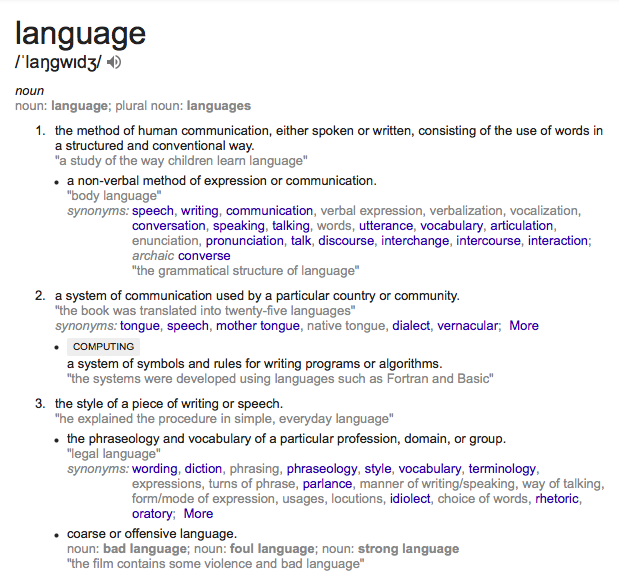 language
/ˈlaŋɡwɪdʒ/
noun
noun: language; plural noun: languages
1. the method of human communication, either spoken or written, consisting of the use of words in
a structured and conventional way.
"a study of the way children learn language"
• a non-verbal method of expression or communication.
"body language"
synonyms: speech, writing, communication, verbal expression, verbalization, vocalization,
conversation, speaking, talking, words, utterance, vocabulary, articulation,
enunciation, pronunciation, talk, discourse, interchange, intercourse, interaction;
archaic converse
"the grammatical structure of language"
2. a system of communication used by a particular country or community.
"the book was translated into twenty-five languages"
synonyms: tongue, speech, mother tongue, native tongue, dialect, vernacular; More
• COMPUTING
a system of symbols and rules for writing programs or algorithms.
"the systems were developed using languages such as Fortran and Basic"
3. the style of a piece of writing or speech.
"he explained the procedure in simple, everyday language"
• the phraseology and vocabulary of a particular profession, domain, or group.
"legal language"
synonyms: wording, diction, phrasing, phraseology, style, vocabulary, terminology,
expressions, turns of phrase, parlance, manner of writing/speaking, way of talking,
form/mode of expression, usages, locutions, idiolect, choice of words, rhetoric,
oratory; More
• coarse or offensive language.
noun: bad language; noun: foul language; noun: strong language
"the film contains some violence and bad language"